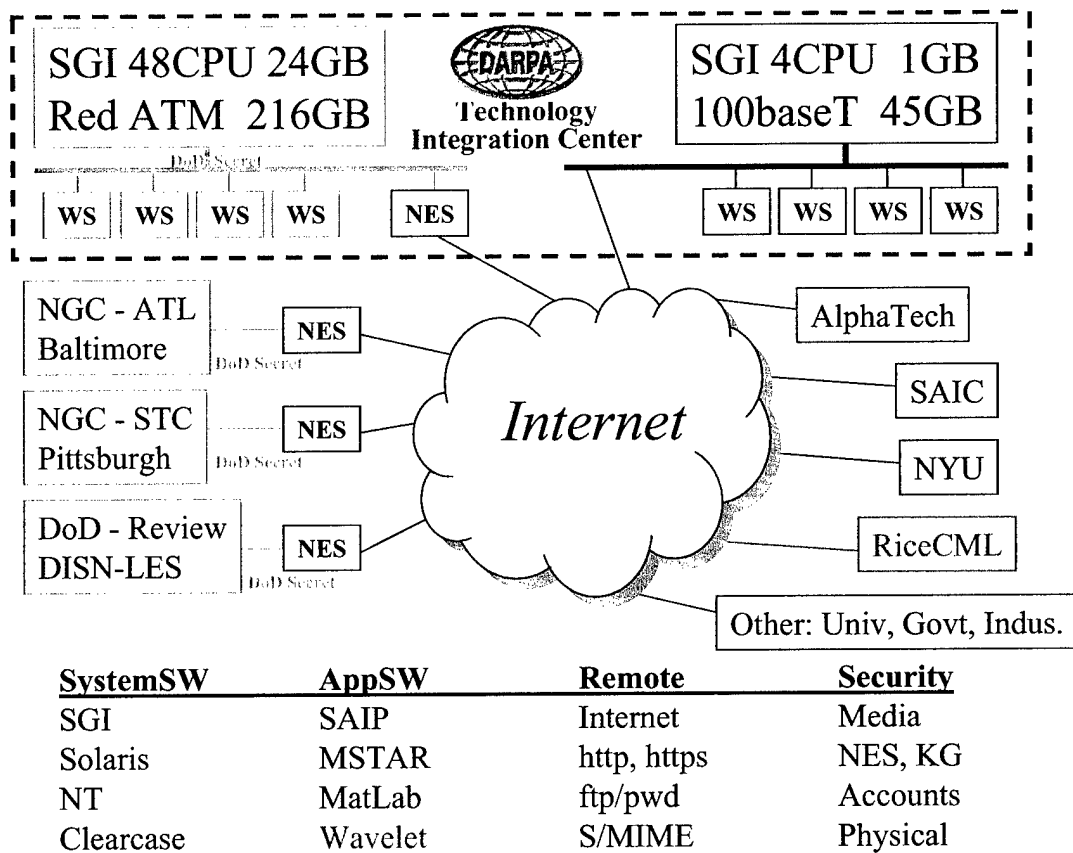 SGI 48CPU 24GB
Red ATM 216GB
DARPA
Technology
Integration Center
SGI 4CPU 1GB
100baseT 45GB
DoD Secret
WS WS WS WS NES
WS WS WS WS
NGC - ATL
Baltimore
NES
DoD Secret
NGC - STC
Pittsburgh
NES
DoD Secret
DoD - Review
DISN-LES
NES
DoD Secret
Internet
AlphaTech
SAIC
NYU
RiceCML
Other: Univ, Govt, Indus.
SystemSW AppSW Remote Security
SGI SAIP Internet Media
Solaris MSTAR http, https NES, KG
NT MatLab ftp/pwd Accounts
Clearcase Wavelet S/MIME Physical